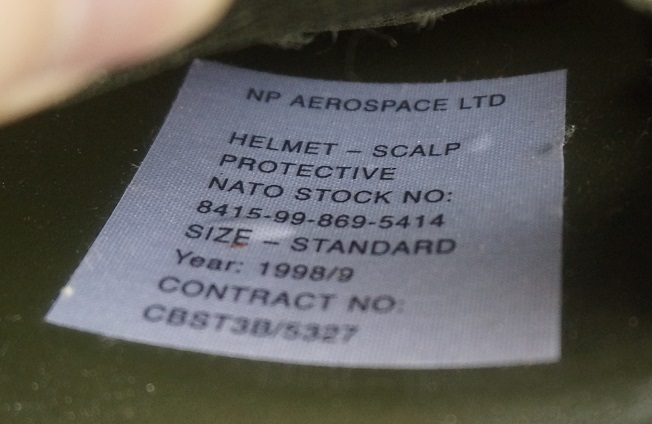 NP AEROSPACE LTD
HELMET – SCALP
PROTECTIVE
NATO STOCK NO:
8415-99-869-5414
SIZE – STANDARD
Year: 1998/9
CONTRACT NO:
CBST3B/5327